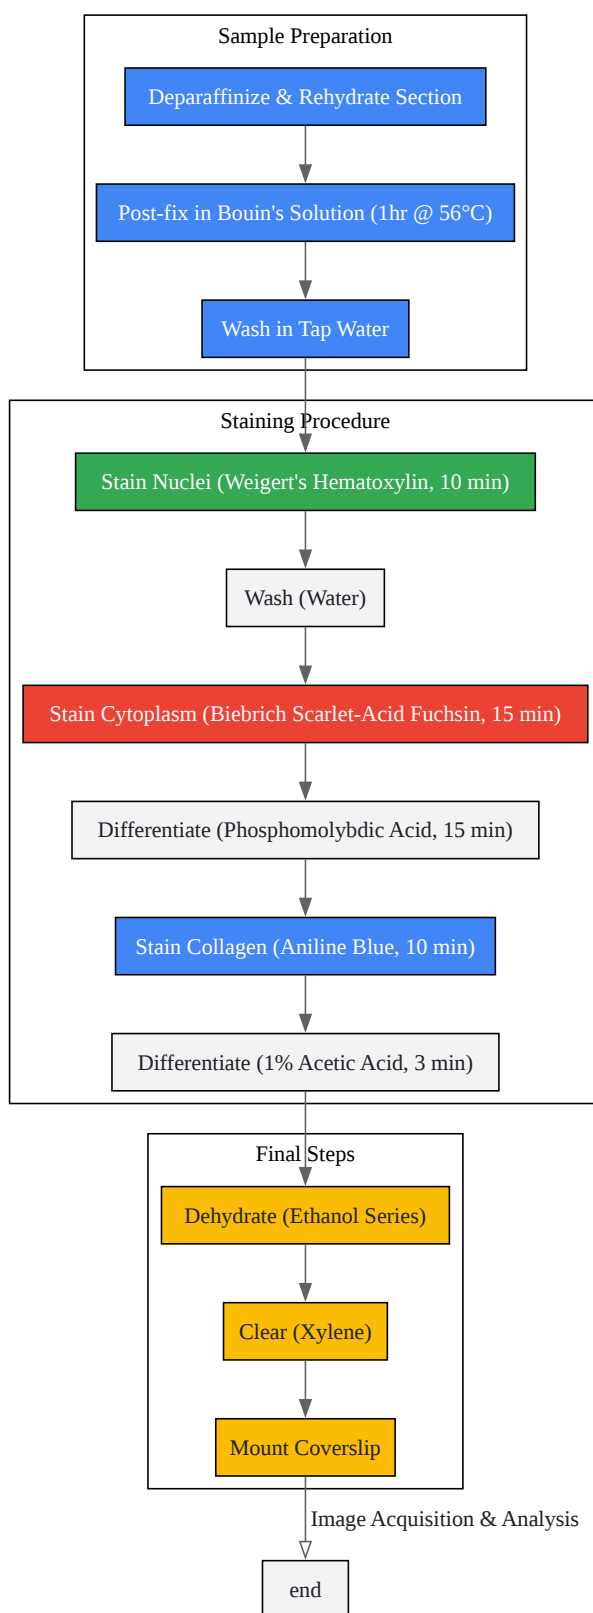 Sample Preparation
Deparaffinize & Rehydrate Section
Post-fix in Bouin's Solution (1hr @ 56°C)
Wash in Tap Water
Staining Procedure
Stain Nuclei (Weigert's Hematoxylin, 10 min)
Wash (Water)
Stain Cytoplasm (Biebrich Scarlet-Acid Fuchsin, 15 min)
Differentiate (Phosphomolybdic Acid, 15 min)
Stain Collagen (Aniline Blue, 10 min)
Differentiate (1% Acetic Acid, 3 min)
Final Steps
Dehydrate (Ethanol Series)
Clear (Xylene)
Mount Coverslip
Image Acquisition & Analysis
end